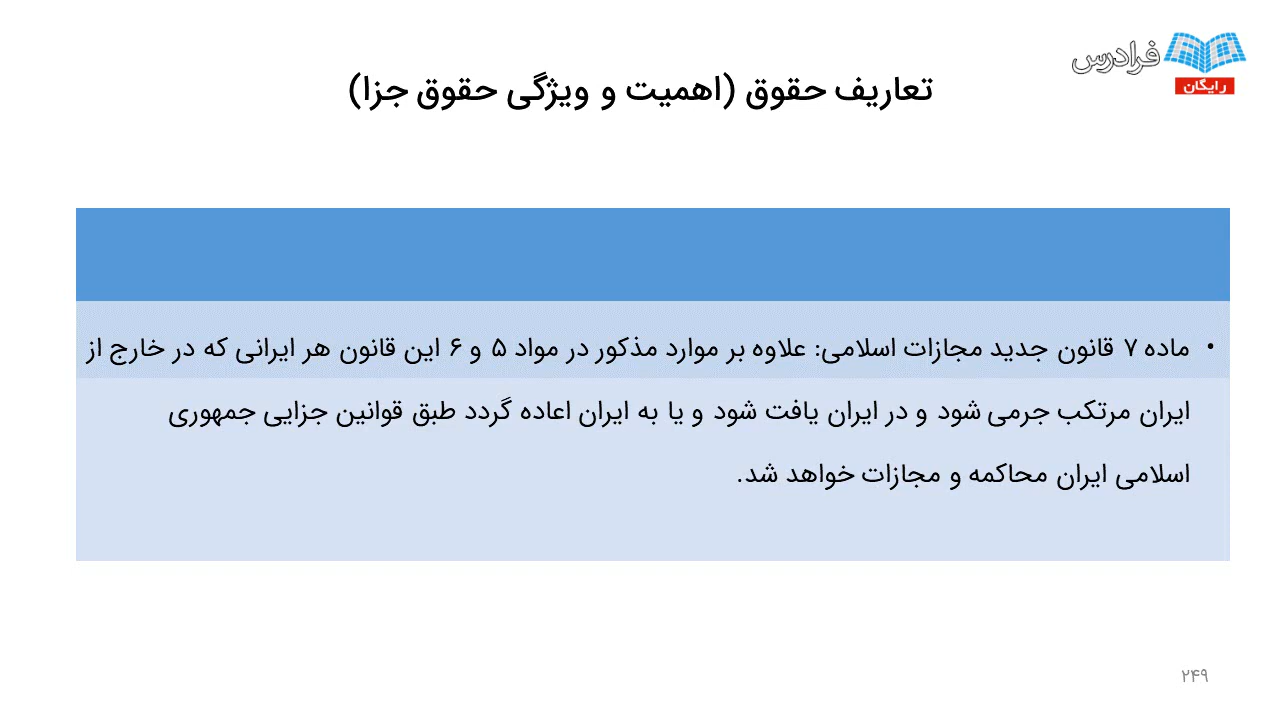 فرادرس
رایگان
تعاریف حقوق (اهمیت و ویژگی حقوق جزا)
• ماده ۷ قانون جدید مجازات اسلامی: علاوه بر موارد مذکور در مواد ۵ و ۶ این قانون هر ایرانی که در خارج از
ایران مرتکب جرمی شود و در ایران یافت شود و یا به ایران اعاده گردد طبق قوانین جزایی جمهوری
اسلامی ایران محاکمه و مجازات خواهد شد.
۲۴۹